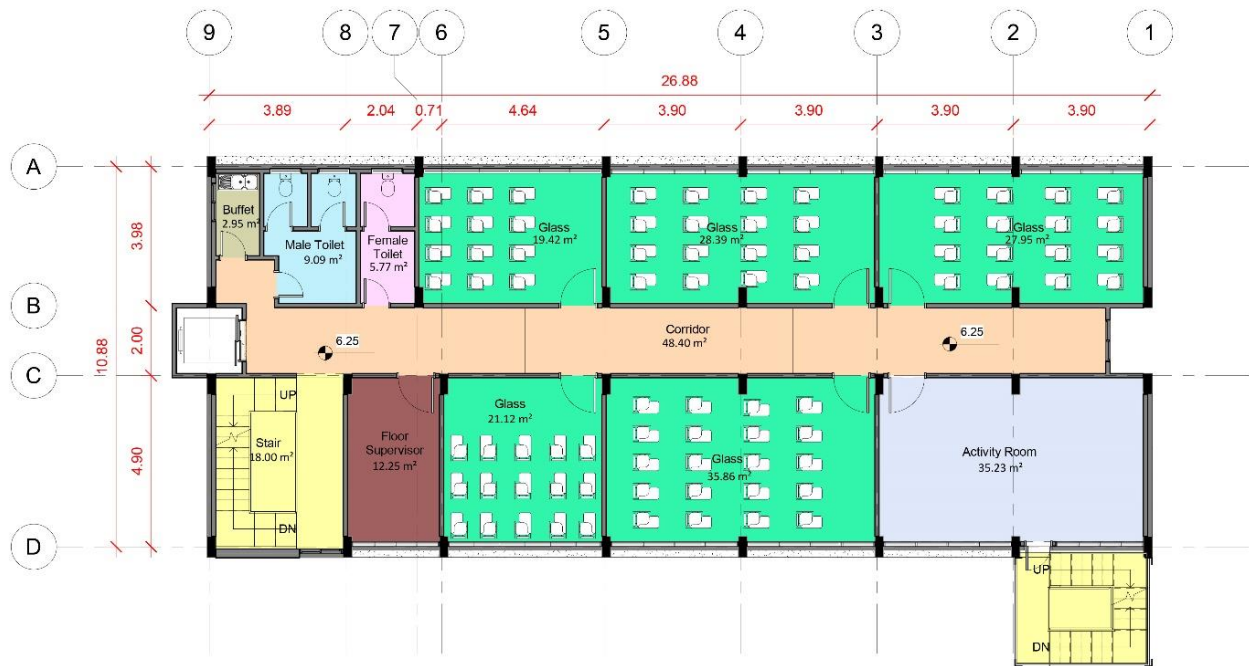 9 8 7 6 5 4 3 2 1
26.88
3.89 2.04 0.71 4.64 3.90 3.90 3.90 3.90
A
B
C
D
10.88
3.98
2.00
4.90
Buffet
2.95 m²
Male Toilet
9.09 m²
Female
Toilet
5.77 m²
Glass
19.42 m²
Glass
28.39 m²
Glass
27.95 m²
6.25
Corridor
48.40 m²
6.25
UP
Stair
18.00 m²
DN
Floor
Supervisor
12.25 m²
Glass
21.12 m²
Glass
35.86 m²
Activity Room
35.23 m²
UP
DN